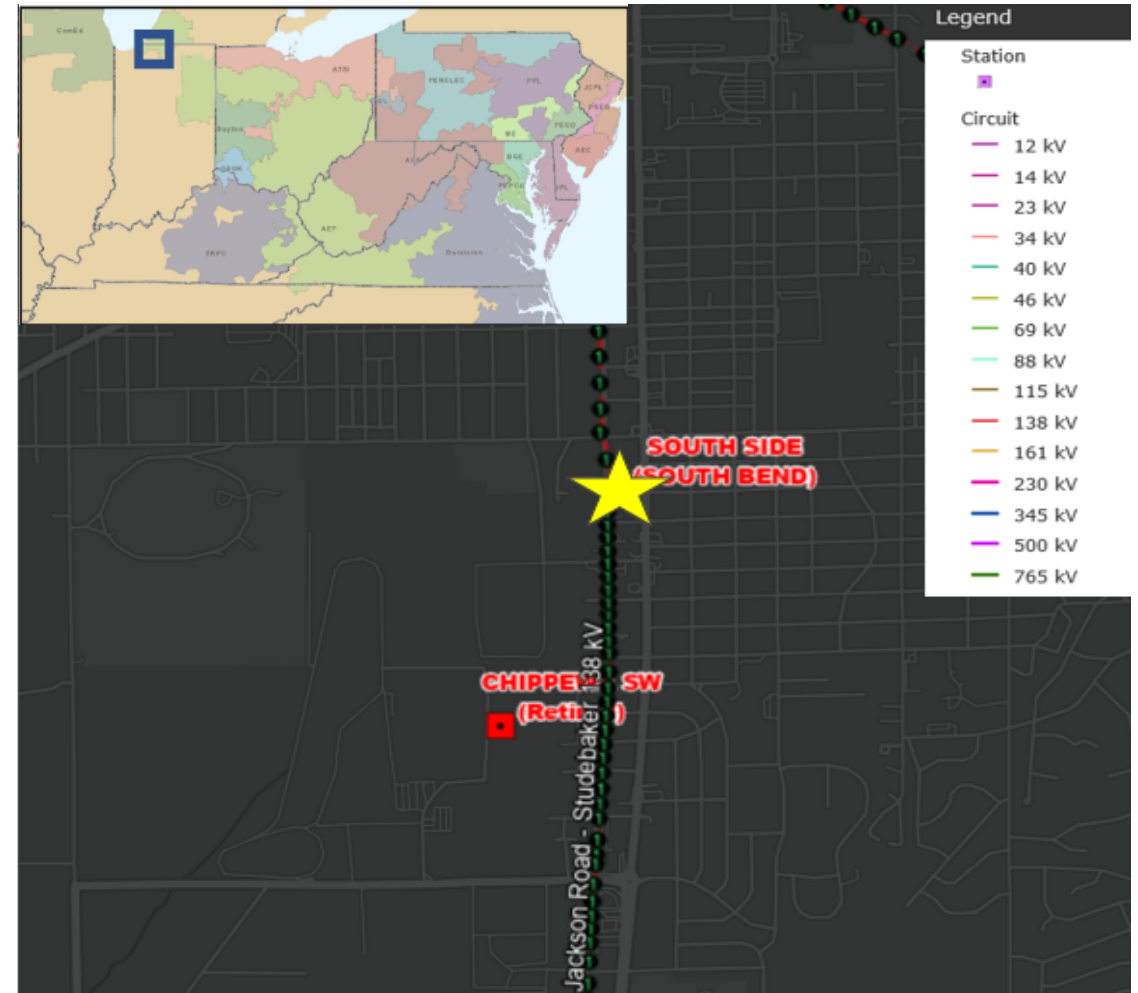 ComEd
ATSI
PENELEC
PPL
JCPL
PSEG
Dayton
ME
PECO
AEC
BGE
PEPCO
DPL
AEP
EKPC
Dominion
Legend
Station
Circuit
12 kV
14 kV
23 kV
34 kV
40 kV
46 kV
69 kV
88 kV
115 kV
138 kV
161 kV
230 kV
345 kV
500 kV
765 kV
SOUTH SIDE
(SOUTH BEND)
SW
Jackson Road - Studebaker 138 kV